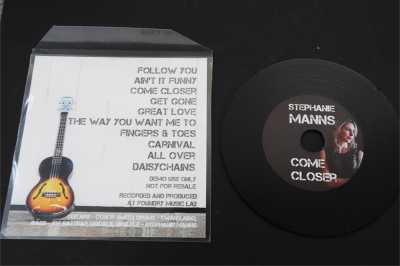 FOLLOW YOU
AIN'T IT FUNNY
COME CLOSER
GET GONE
GREAT LOVE
THE WAY YOU WANT ME TO
FINGERS & TOES
CARNIVAL
ALL OVER
DAISYCHAINS
DEMO USE ONLY
NOT FOR RESALE
RECORDED AND PRODUCED
AT FOUNDRY MUSIC LAB
STEPHANIE
MANNS
COME
CLOSER